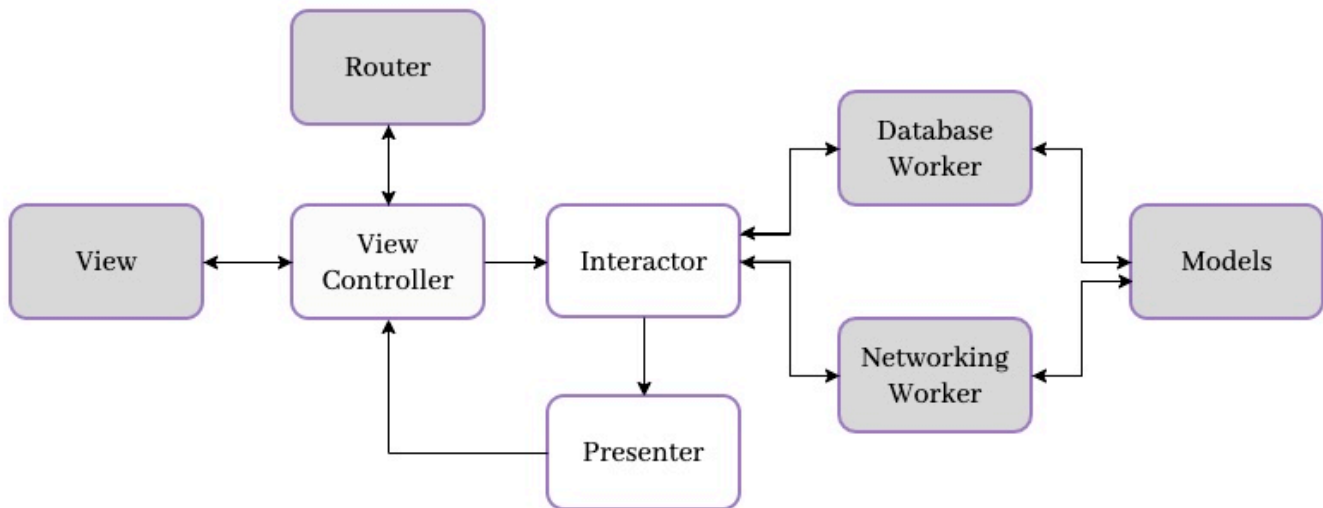 Router
Database
Worker
View
View
Controller
Interactor
Models
Networking
Worker
Presenter